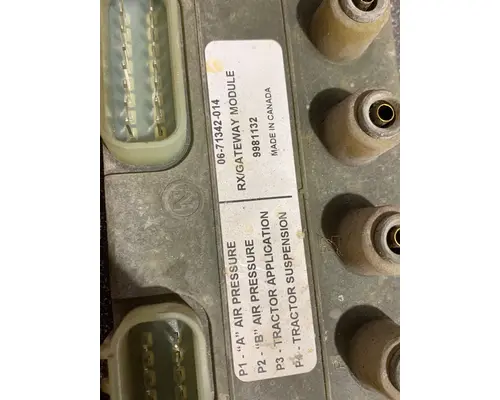 06-71342-014
RX/GATEWAY MODULE
9981132
MADE IN CANADA
P1 - "A" AIR PRESSURE
P2 - "B" AIR PRESSURE
P3 - TRACTOR APPLICATION
P4 - TRACTOR SUSPENSION